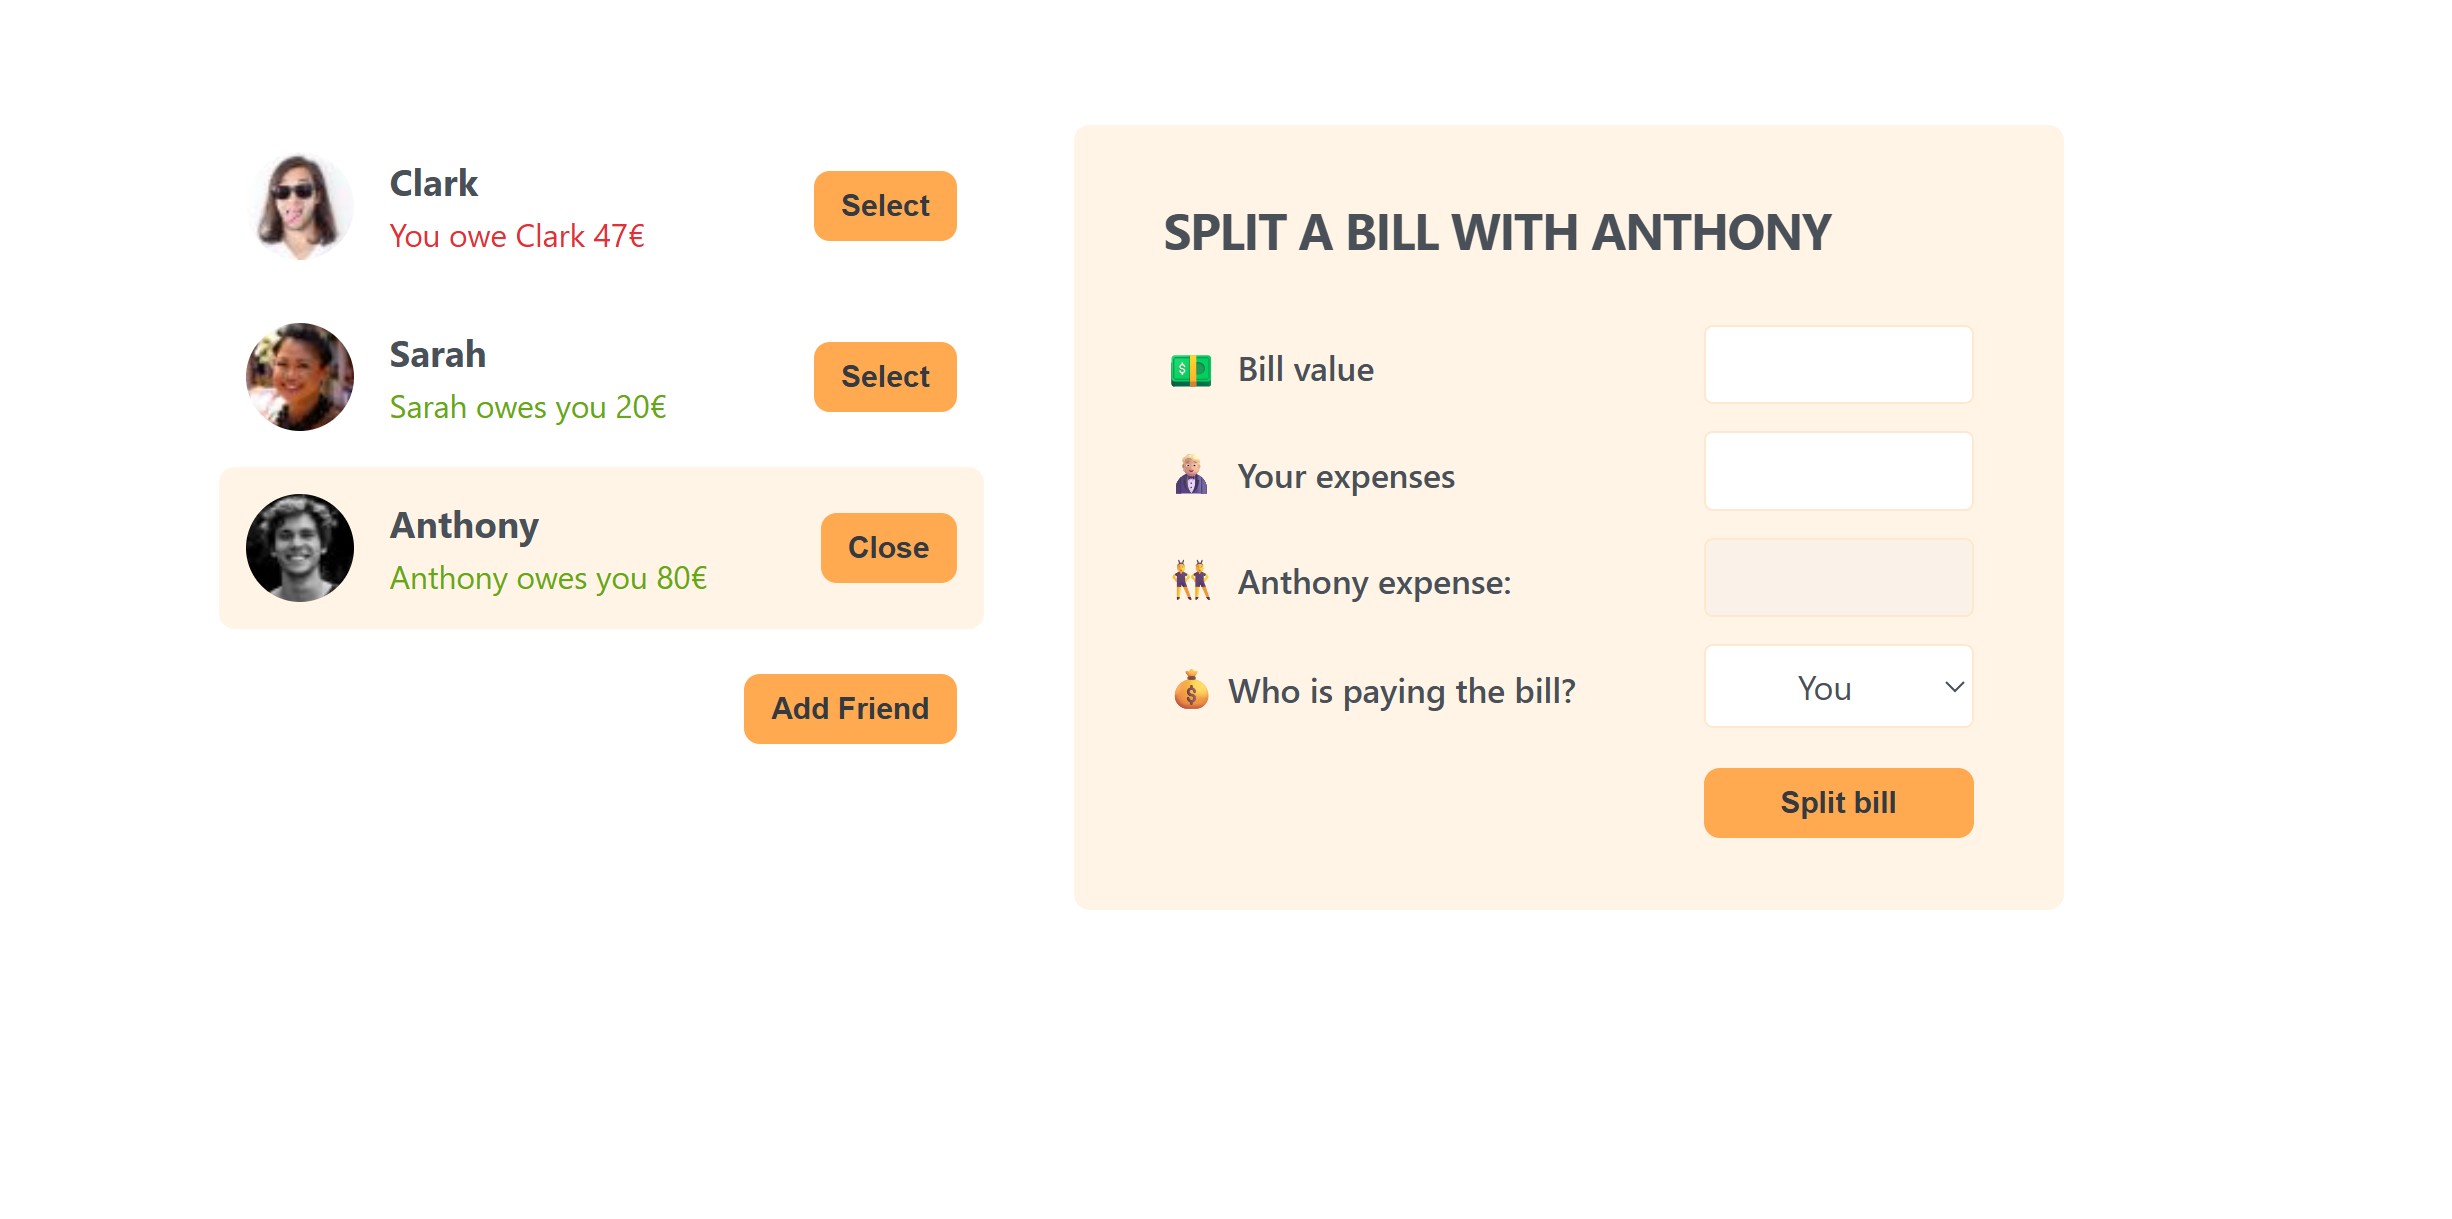 Clark
You owe Clark 47€
Select
Sarah
Sarah owes you 20€
Select
Anthony
Anthony owes you 80€
Close
Add Friend
SPLIT A BILL WITH ANTHONY
Bill value
Your expenses
Anthony expense:
Who is paying the bill?
You
Split bill